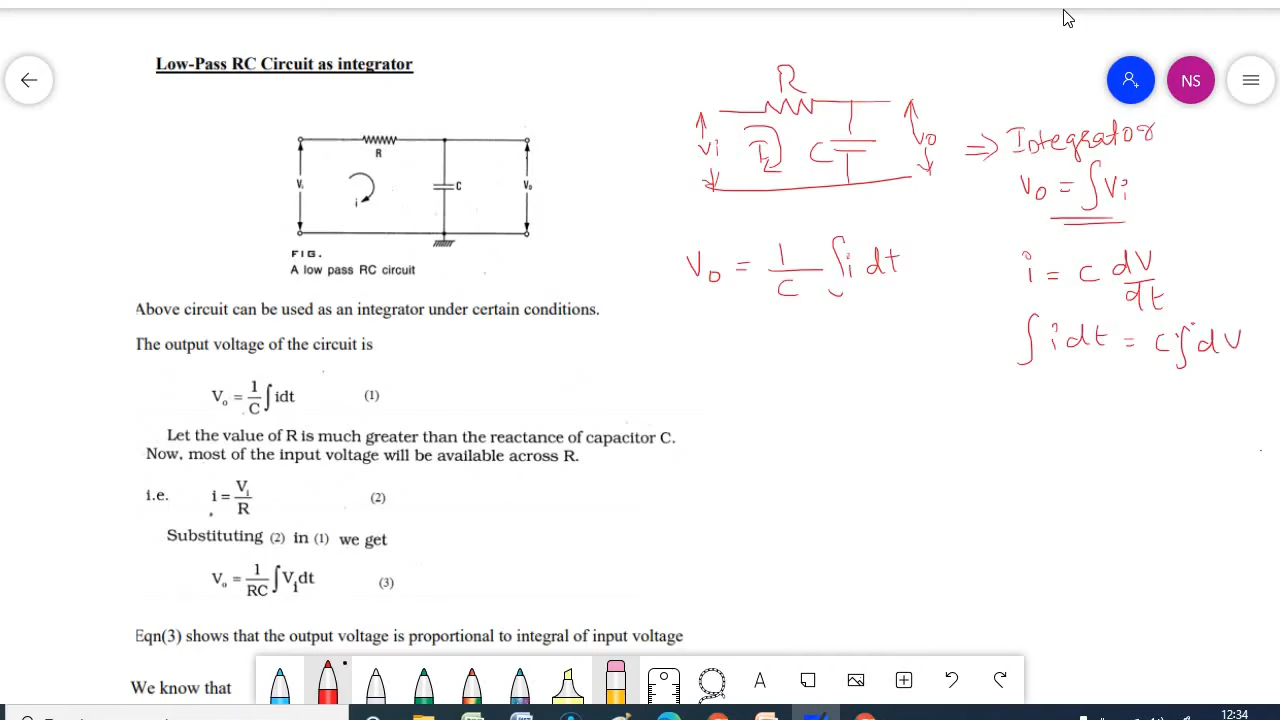 Low-Pass RC Circuit as integrator
R
Vi
i
C
Vo
FIG.
A low pass RC circuit
Above circuit can be used as an integrator under certain conditions.
The output voltage of the circuit is
Vₒ = 1/C ∫idt (1)
Let the value of R is much greater than the reactance of capacitor C.
Now, most of the input voltage will be available across R.
i.e. i = Vᵢ/R (2)
Substituting (2) in (1) we get
Vₒ = 1/RC ∫Vᵢdt (3)
Eqn(3) shows that the output voltage is proportional to integral of input voltage
We know that
R
Vi
I
C
Vo
⇒ Integrator
Vo = ∫Vi
Vo = 1/C ∫i dt
i = C dV/dt
∫i dt = C∫dV
NS
A
12:34